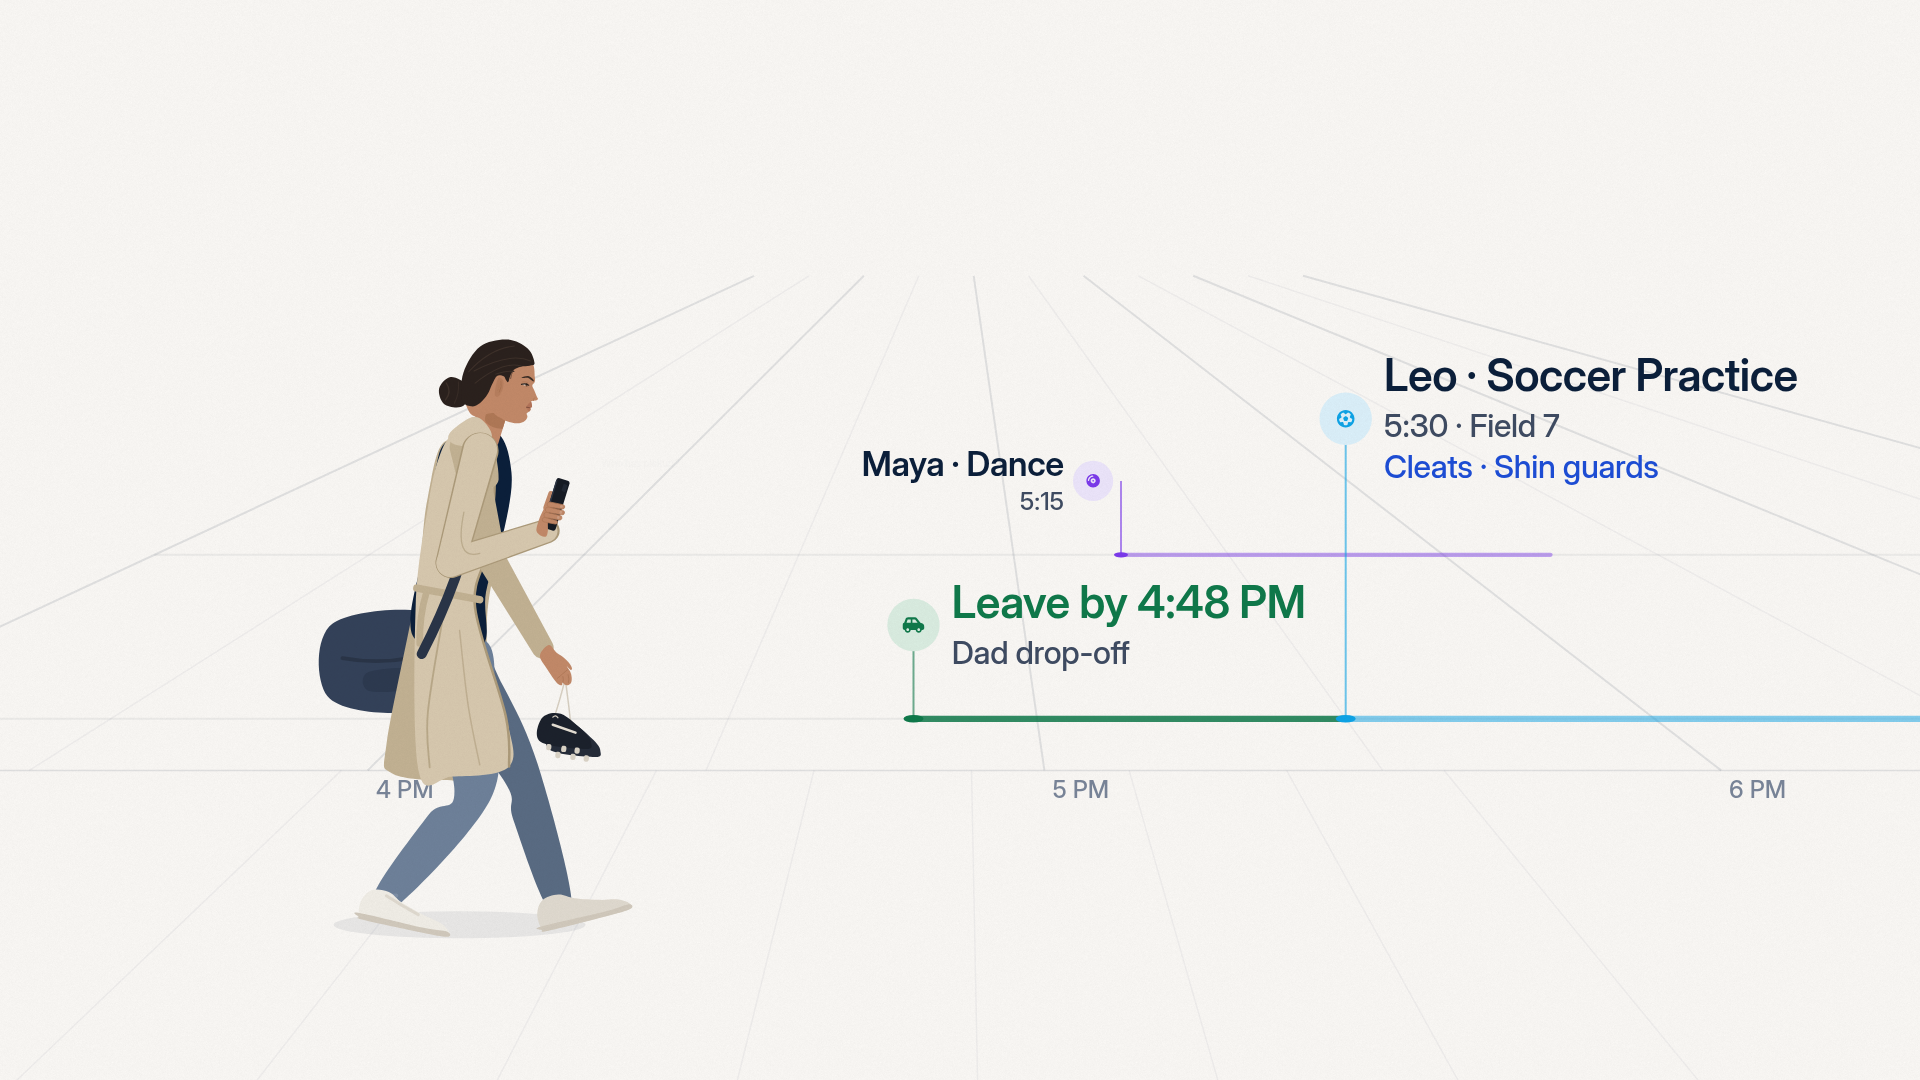 Leo · Soccer Practice
5:30 · Field 7
Cleats · Shin guards
Maya · Dance
5:15
Leave by 4:48 PM
Dad drop-off
4 PM
5 PM
6 PM